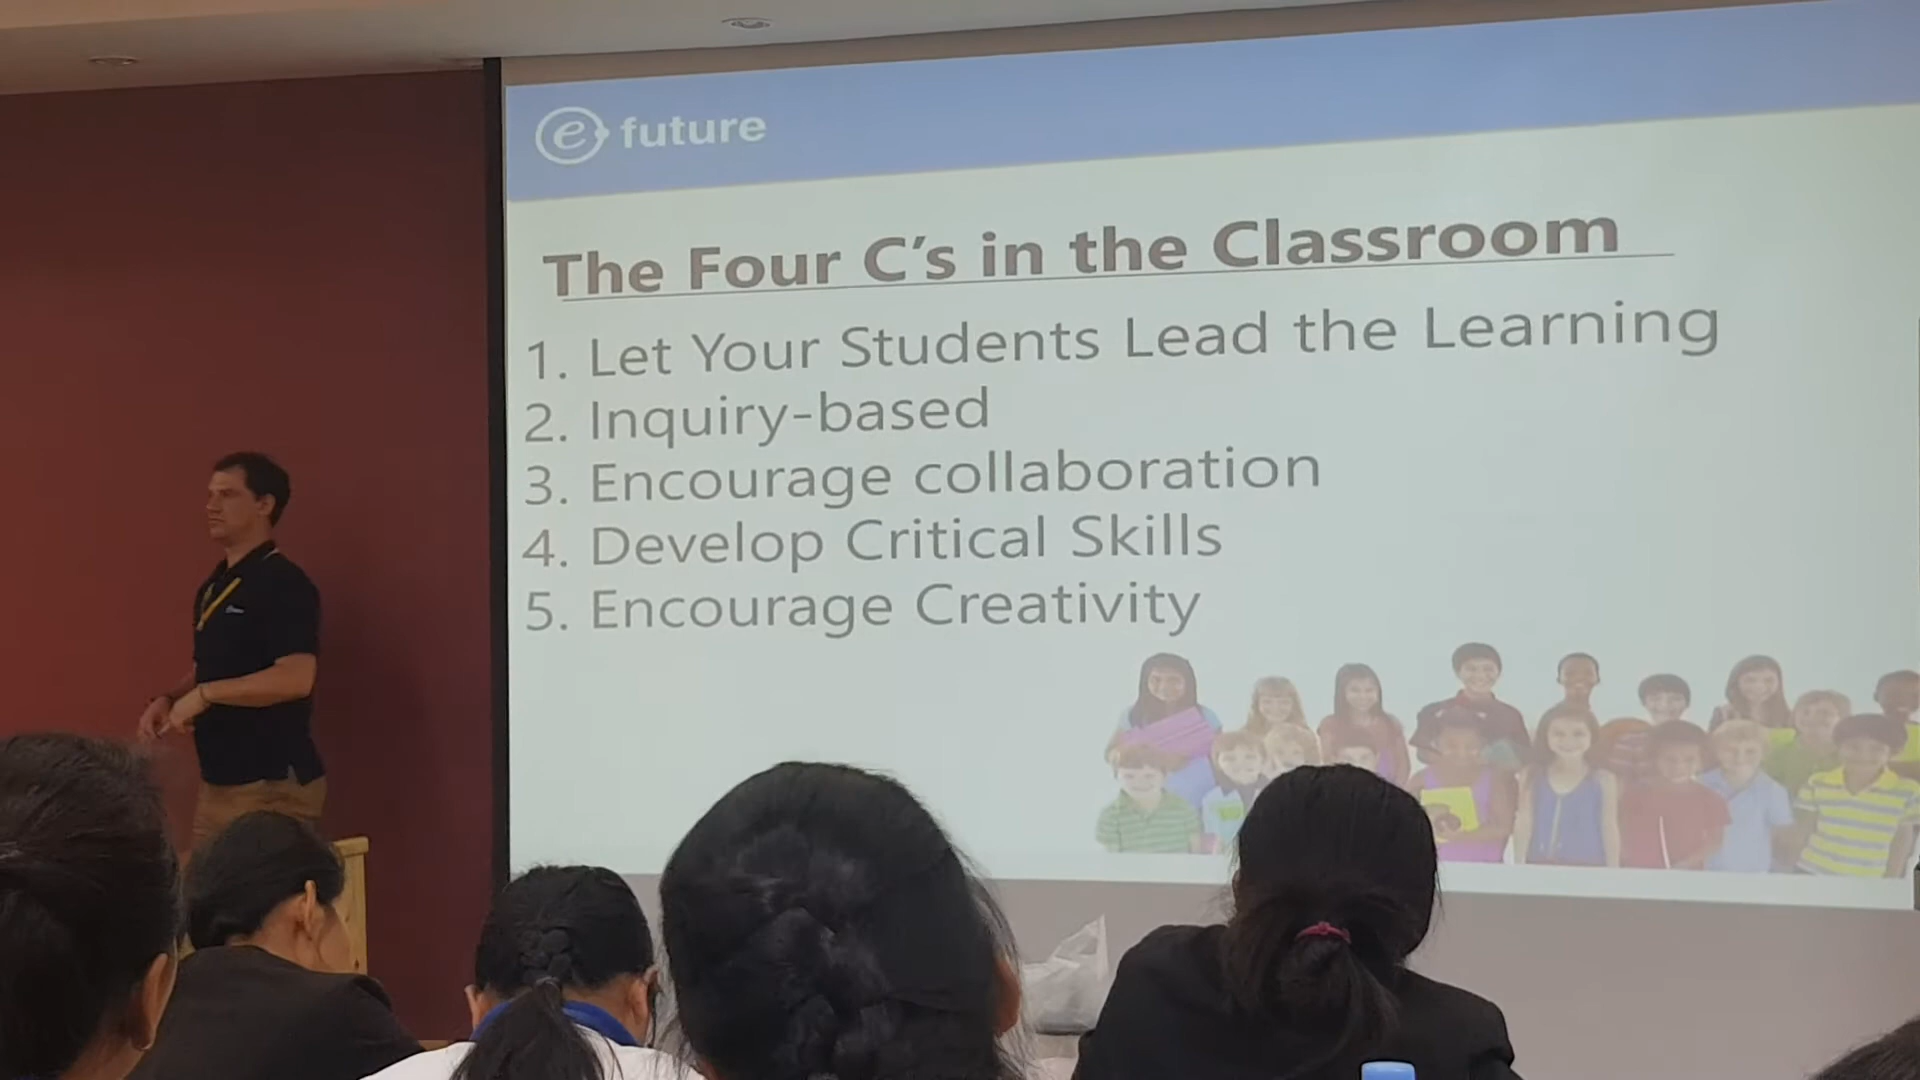 e future
The Four C's in the Classroom
1. Let Your Students Lead the Learning
2. Inquiry-based
3. Encourage collaboration
4. Develop Critical Skills
5. Encourage Creativity